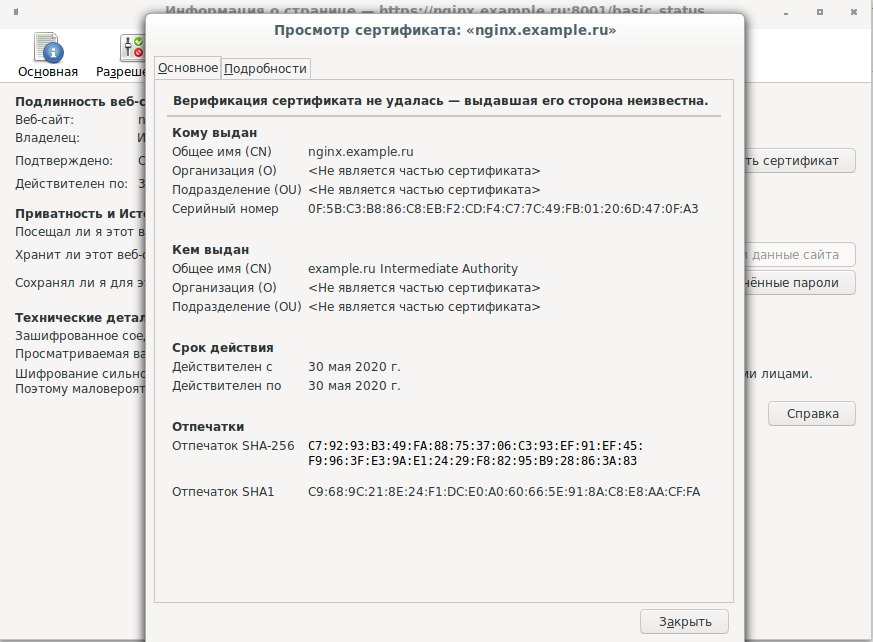 Информация о странице — https://nginx.example.ru:8001/basic_status
Просмотр сертификата: «nginx.example.ru»
Основная
Разреше
Основное
Подробности
Верификация сертификата не удалась — выдавшая его сторона неизвестна.
Кому выдан
Общее имя (CN) nginx.example.ru
Организация (O) <Не является частью сертификата>
Подразделение (OU) <Не является частью сертификата>
Серийный номер 0F:5B:C3:B8:86:C8:EB:F2:CD:F4:C7:7C:49:FB:01:20:6D:47:0F:A3
Кем выдан
Общее имя (CN) example.ru Intermediate Authority
Организация (O) <Не является частью сертификата>
Подразделение (OU) <Не является частью сертификата>
Срок действия
Действителен с 30 мая 2020 г.
Действителен по 30 мая 2020 г.
Отпечатки
Отпечаток SHA-256 C7:92:93:B3:49:FA:88:75:37:06:C3:93:EF:91:EF:45:
F9:96:3F:E3:9A:E1:24:29:F8:82:95:B9:28:86:3A:83
Отпечаток SHA1 C9:68:9C:21:8E:24:F1:DC:E0:A0:60:66:5E:91:8A:C8:E8:AA:CF:FA
Закрыть
Подлинность веб-с
Веб-сайт: n
Владелец: И
Подтверждено:
Действителен по: 3
ть сертификат
Приватность и Исто
Посещал ли я этот в
Хранит ли этот веб-с
данные сайта
Сохранял ли я для э
нённые пароли
Технические детал
Зашифрованное сое
Просматриваемая ва
Шифрование сильно
ми лицами.
Поэтому маловероят
Справка